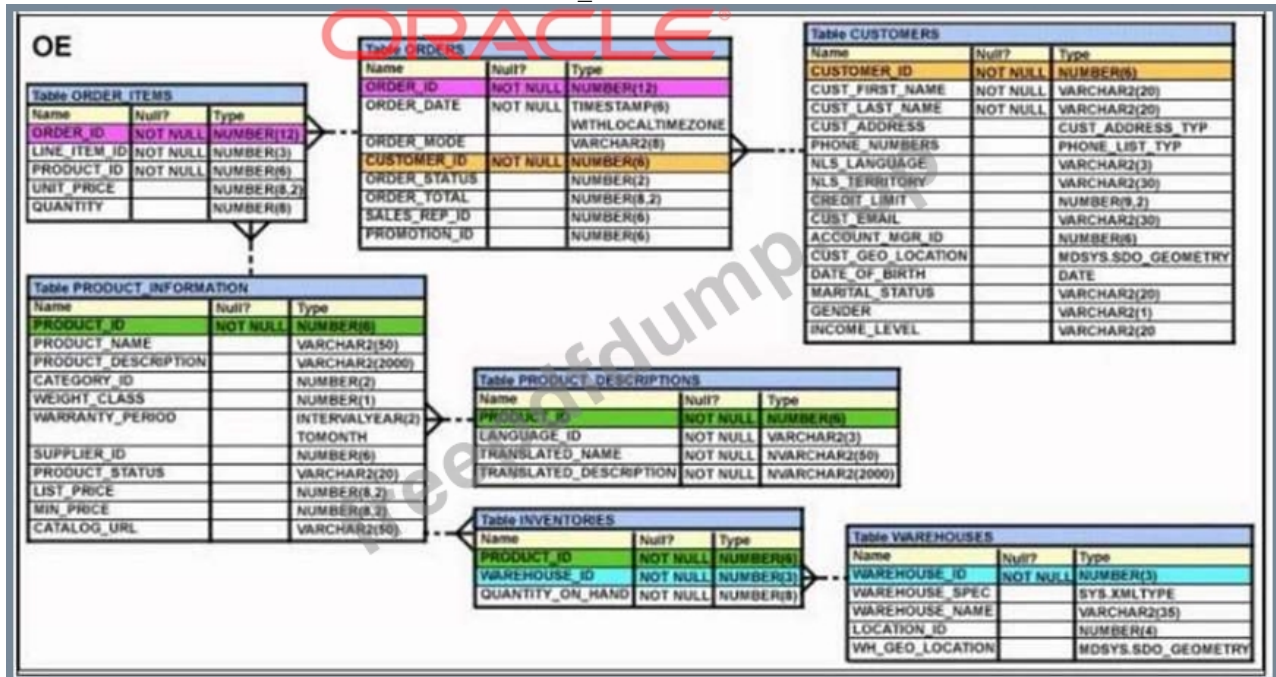 ORACLE®
OE
Table ORDER_ITEMS
Name Null? Type
ORDER_ID NOT NULL NUMBER(12)
LINE_ITEM_ID NOT NULL NUMBER(3)
PRODUCT_ID NOT NULL NUMBER(6)
UNIT_PRICE NUMBER(8,2)
QUANTITY NUMBER(8)
Table ORDERS
Name Null? Type
ORDER_ID NOT NULL NUMBER(12)
ORDER_DATE NOT NULL TIMESTAMP(6)
WITHLOCALTIMEZONE
ORDER_MODE VARCHAR2(8)
CUSTOMER_ID NOT NULL NUMBER(6)
ORDER_STATUS NUMBER(2)
ORDER_TOTAL NUMBER(8,2)
SALES_REP_ID NUMBER(6)
PROMOTION_ID NUMBER(6)
Table CUSTOMERS
Name Null? Type
CUSTOMER_ID NOT NULL NUMBER(6)
CUST_FIRST_NAME NOT NULL VARCHAR2(20)
CUST_LAST_NAME NOT NULL VARCHAR2(20)
CUST_ADDRESS CUST_ADDRESS_TYP
PHONE_NUMBERS PHONE_LIST_TYP
NLS_LANGUAGE VARCHAR2(3)
NLS_TERRITORY VARCHAR2(30)
CREDIT_LIMIT NUMBER(9,2)
CUST_EMAIL VARCHAR2(30)
ACCOUNT_MGR_ID NUMBER(6)
CUST_GEO_LOCATION MDSYS.SDO_GEOMETRY
DATE_OF_BIRTH DATE
MARITAL_STATUS VARCHAR2(20)
GENDER VARCHAR2(1)
INCOME_LEVEL VARCHAR2(20
Table PRODUCT_INFORMATION
Name Null? Type
PRODUCT_ID NOT NULL NUMBER(6)
PRODUCT_NAME VARCHAR2(50)
PRODUCT_DESCRIPTION VARCHAR2(2000)
CATEGORY_ID NUMBER(2)
WEIGHT_CLASS NUMBER(1)
WARRANTY_PERIOD INTERVALYEAR(2)
TOMONTH
SUPPLIER_ID NUMBER(6)
PRODUCT_STATUS VARCHAR2(20)
LIST_PRICE NUMBER(8,2)
MIN_PRICE NUMBER(8,2)
CATALOG_URL VARCHAR2(50)
Table PRODUCT_DESCRIPTIONS
Name Null? Type
PRODUCT_ID NOT NULL NUMBER(6)
LANGUAGE_ID NOT NULL VARCHAR2(3)
TRANSLATED_NAME NOT NULL NVARCHAR2(50)
TRANSLATED_DESCRIPTION NOT NULL NVARCHAR2(2000)
Table INVENTORIES
Name Null? Type
PRODUCT_ID NOT NULL NUMBER(6)
WAREHOUSE_ID NOT NULL NUMBER(3)
QUANTITY_ON_HAND NOT NULL NUMBER(8)
Table WAREHOUSES
Name Null? Type
WAREHOUSE_ID NOT NULL NUMBER(3)
WAREHOUSE_SPEC SYS.XMLTYPE
WAREHOUSE_NAME VARCHAR2(35)
LOCATION_ID NUMBER(4)
WH_GEO_LOCATION MDSYS.SDO_GEOMETRY